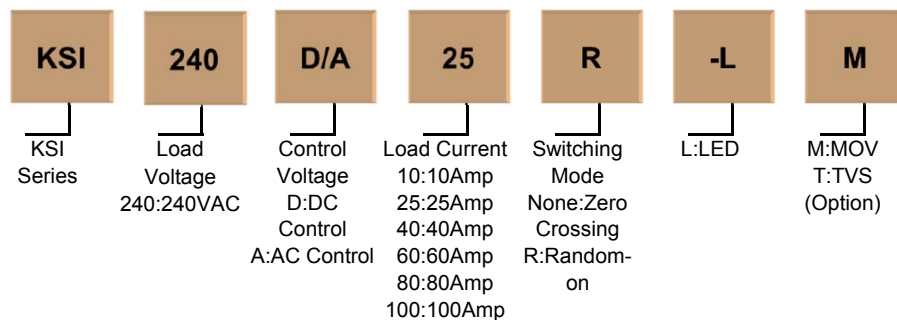 KSI
240
D/A
25
R
-L
M
KSI
Series
Load
Voltage
240:240VAC
Control
Voltage
D:DC
Control
A:AC Control
Load Current
10:10Amp
25:25Amp
40:40Amp
60:60Amp
80:80Amp
100:100Amp
Switching
Mode
None:Zero
Crossing
R:Random-
on
L:LED
M:MOV
T:TVS
(Option)